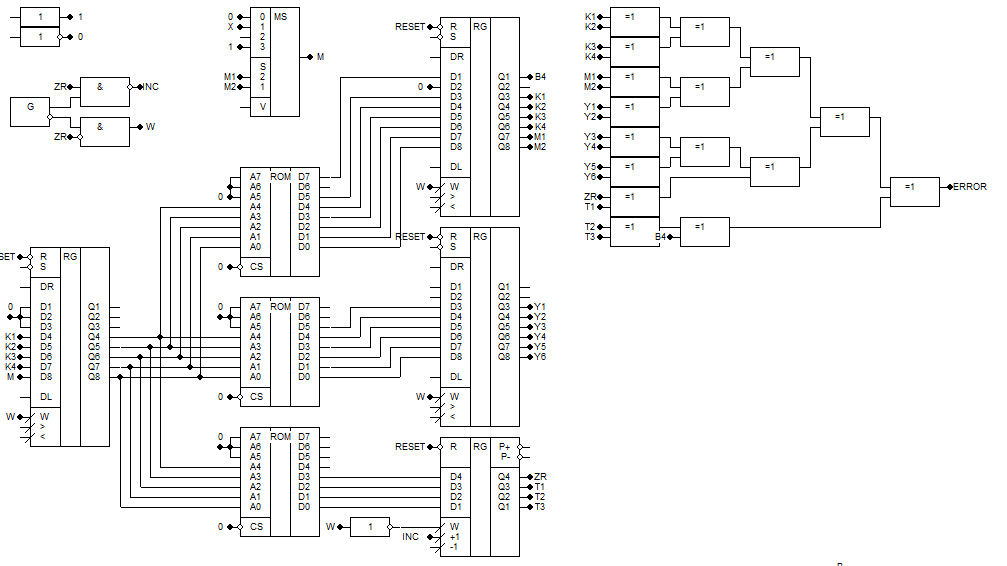 1 1
1 0
ZR & INC
G
& W
ZR
0 0 MS
X 1
2
1 3
M
S
M1 2
M2 1
V
RESET R RG
S
DR
D1 Q1 B4
0 D2 Q2
D3 Q3 K1
D4 Q4 K2
D5 Q5 K3
D6 Q6 K4
D7 Q7 M1
D8 Q8 M2
DL
W W
>
<
K1 =1
K2
K3 =1
K4
M1 =1
M2
Y1 =1
Y2
Y3 =1
Y4
Y5 =1
Y6
ZR =1
T1
T2 =1
T3
=1
=1
=1
B4 =1
=1
=1
=1
=1 ERROR
A7 ROM D7
A6 D6
0 A5 D5
A4 D4
A3 D3
A2 D2
A1 D1
A0 D0
0 CS
SET R RG
S
DR
0 D1 Q1
D2 Q2
D3 Q3
K1 D4 Q4
K2 D5 Q5
K3 D6 Q6
K4 D7 Q7
M D8 Q8
DL
W W
>
<
0 A7 ROM D7
A6 D6
A5 D5
A4 D4
A3 D3
A2 D2
A1 D1
A0 D0
0 CS
RESET R RG
S
DR
D1 Q1
D2 Q2
D3 Q3 Y1
D4 Q4 Y2
D5 Q5 Y3
D6 Q6 Y4
D7 Q7 Y5
D8 Q8 Y6
DL
W W
>
<
0 A7 ROM D7
A6 D6
A5 D5
A4 D4
A3 D3
A2 D2
A1 D1
A0 D0
0 CS
W 1
RESET R RG P+
P-
D4 Q4 ZR
D3 Q3 T1
D2 Q2 T2
D1 Q1 T3
W
INC +1
-1